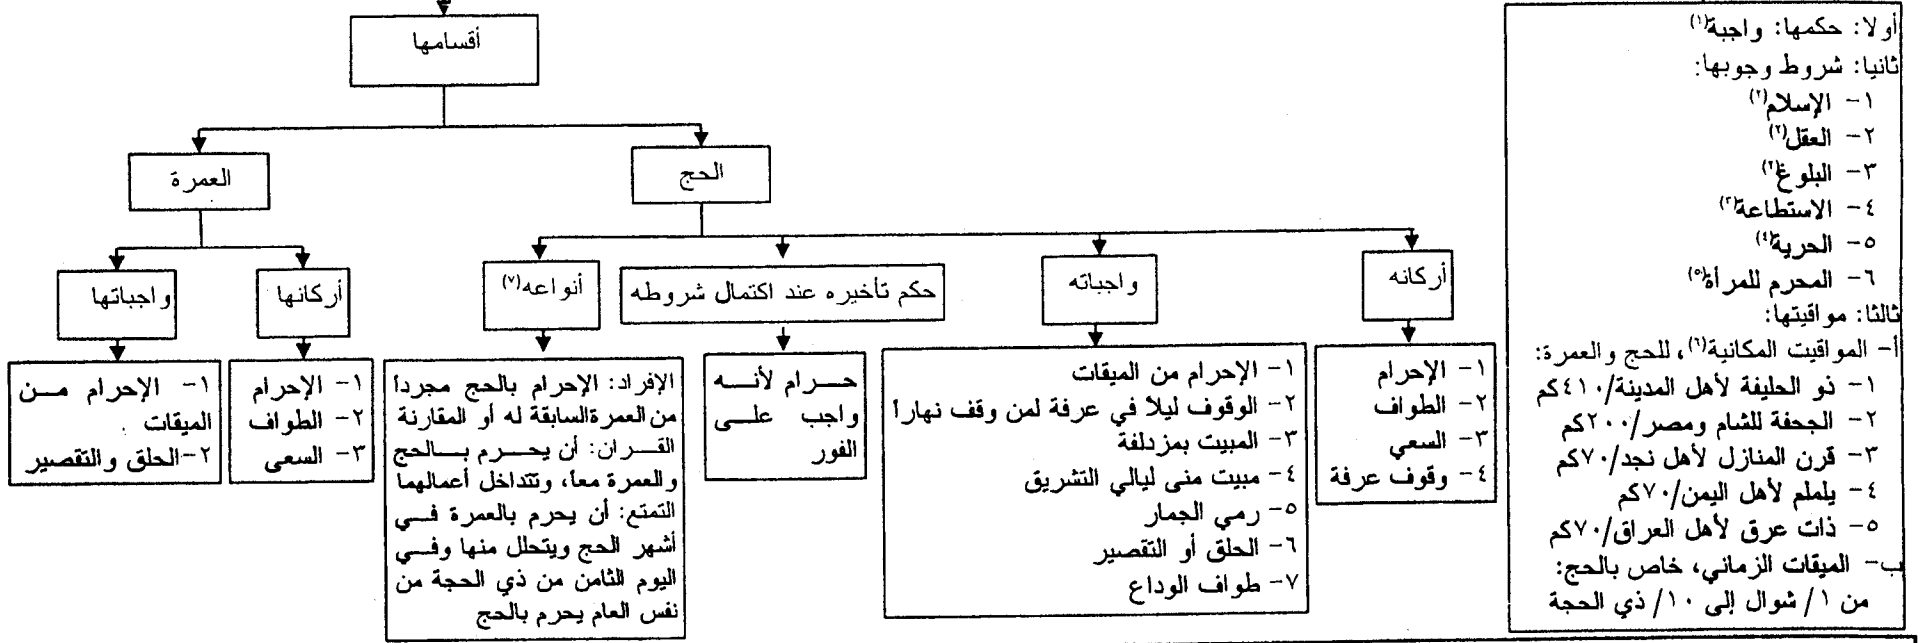 أولا: حكمها: واجبة(١)
ثانيا: شروط وجوبها:
١- الإسلام(٢)
٢- العقل(٢)
٣- البلوغ(٢)
٤- الاستطاعة(٣)
٥- الحرية(٤)
٦- المحرم للمرأة(٥)
ثالثا: مواقيتها:
أ- المواقيت المكانية(٦)، للحج والعمرة:
١- ذو الحليفة لأهل المدينة/٤١٠كم
٢- الجحفة للشام ومصر/٢٠٠كم
٣- قرن المنازل لأهل نجد/٧٠كم
٤- يلملم لأهل اليمن/٧٠كم
٥- ذات عرق لأهل العراق/٧٠كم
ب- الميقات الزماني، خاص بالحج:
من ١/ شوال إلى ١٠/ ذي الحجة
أقسامها
الحج
العمرة
أركانه
١- الإحرام
٢- الطواف
٣- السعي
٤- وقوف عرفة
واجباته
١- الإحرام من الميقات
٢- الوقوف ليلا في عرفة لمن وقف نهارا
٣- المبيت بمزدلفة
٤- مبيت منى ليالي التشريق
٥- رمي الجمار
٦- الحلق أو التقصير
٧- طواف الوداع
حكم تأخيره عند اكتمال شروطه
حرام لأنه
واجب على
الفور
أنواعه(٧)
الإفراد: الإحرام بالحج مجردا
من العمرة السابقة له أو المقارنة
القران: أن يحرم بالحج
والعمرة معا، وتتداخل أعمالهما
التمتع: أن يحرم بالعمرة في
أشهر الحج ويتحلل منها وفي
اليوم الثامن من ذي الحجة من
نفس العام يحرم بالحج
أركانها
١- الإحرام
٢- الطواف
٣- السعى
واجباتها
١- الإحرام من
الميقات
٢-الحلق والتقصير